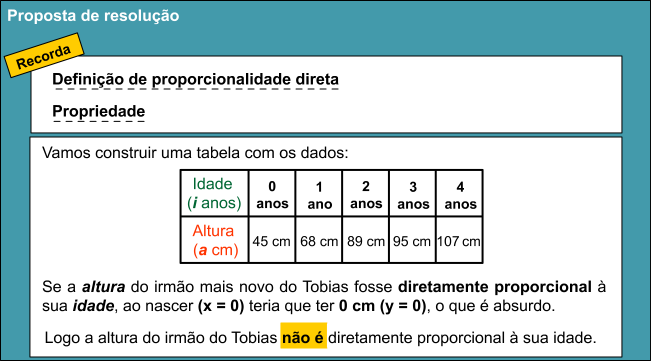 Proposta de resolução
Recorda
Definição de proporcionalidade direta
Propriedade
Vamos construir uma tabela com os dados:
Idade (i anos) 0 anos 1 ano 2 anos 3 anos 4 anos
Altura (a cm) 45 cm 68 cm 89 cm 95 cm 107 cm
Se a altura do irmão mais novo do Tobias fosse diretamente proporcional à
sua idade, ao nascer (x = 0) teria que ter 0 cm (y = 0), o que é absurdo.
Logo a altura do irmão do Tobias não é diretamente proporcional à sua idade.